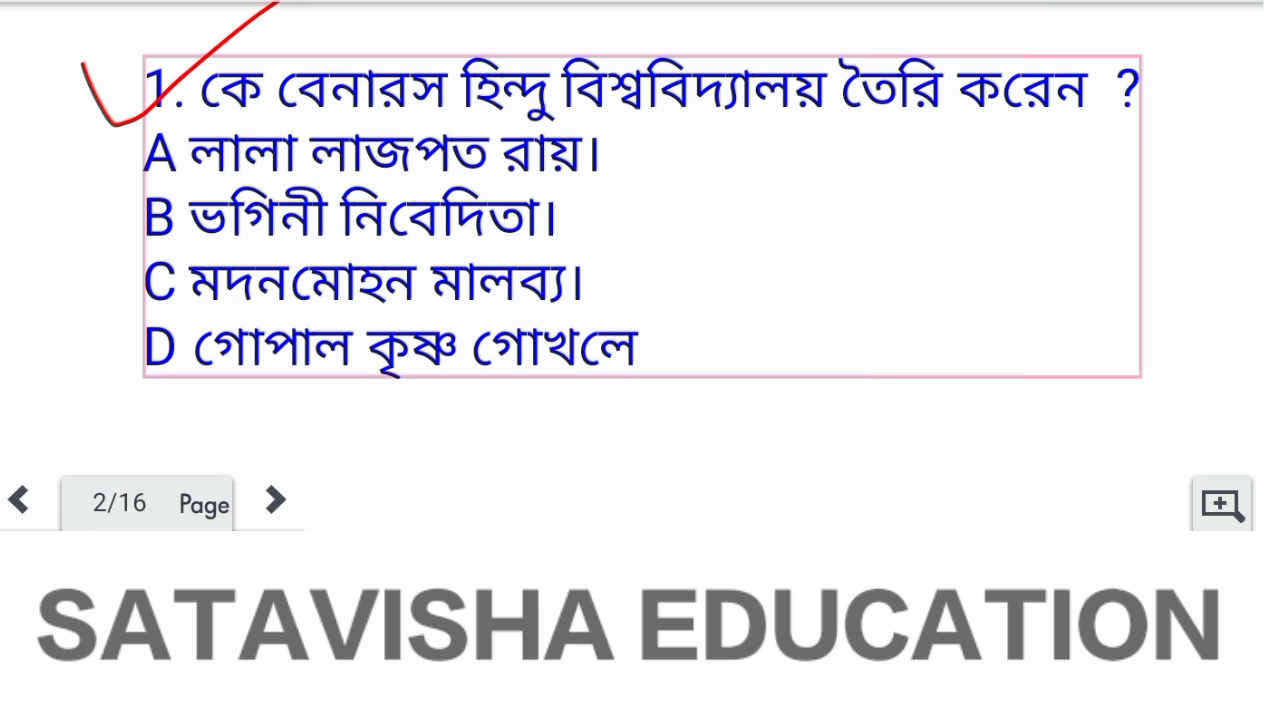 1. কে বেনারস হিন্দু বিশ্ববিদ্যালয় তৈরি করেন ?
A লালা লাজপত রায়।
B ভগিনী নিবেদিতা।
C মদনমোহন মালব্য।
D গোপাল কৃষ্ণ গোখলে
2/16 Page
SATAVISHA EDUCATION